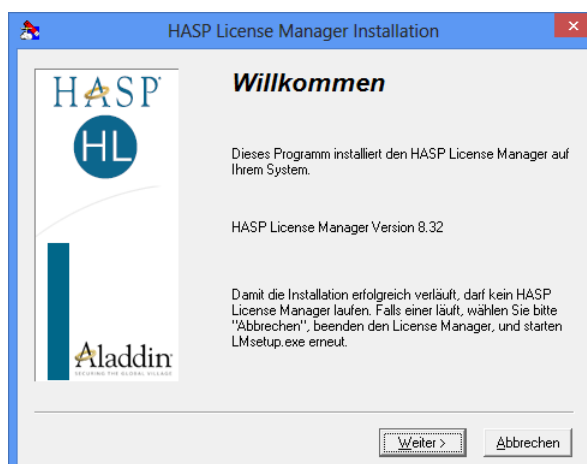 HASP License Manager Installation
HASP
HL
Aladdin
SECURING THE GLOBAL VILLAGE
Willkommen
Dieses Programm installiert den HASP License Manager auf
Ihrem System.
HASP License Manager Version 8.32
Damit die Installation erfolgreich verläuft, darf kein HASP
License Manager laufen. Falls einer läuft, wählen Sie bitte
"Abbrechen", beenden den License Manager, und starten
LMsetup.exe erneut.
Weiter >
Abbrechen